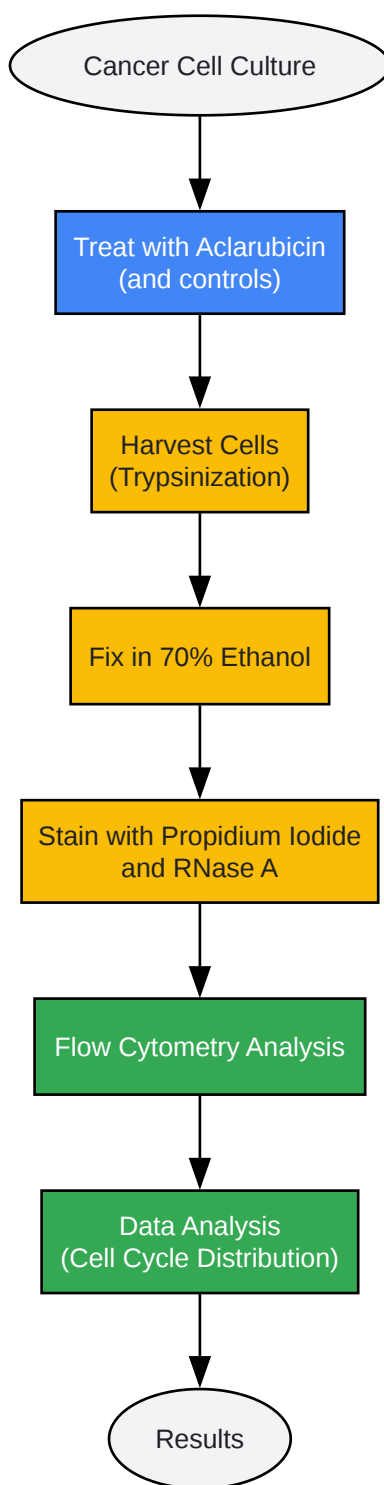 Cancer Cell Culture
Treat with Aclarubicin
(and controls)
Harvest Cells
(Trypsinization)
Fix in 70% Ethanol
Stain with Propidium Iodide
and RNase A
Flow Cytometry Analysis
Data Analysis
(Cell Cycle Distribution)
Results